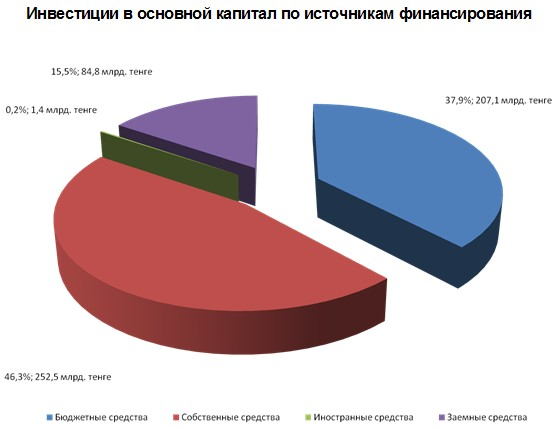 Инвестиции в основной капитал по источникам финансирования
15,5%; 84,8 млрд. тенге
37,9%; 207,1 млрд. тенге
0,2%; 1,4 млрд. тенге
46,3%; 252,5 млрд. тенге
Бюджетные средства
Собственные средства
Иностранные средства
Заемные средства